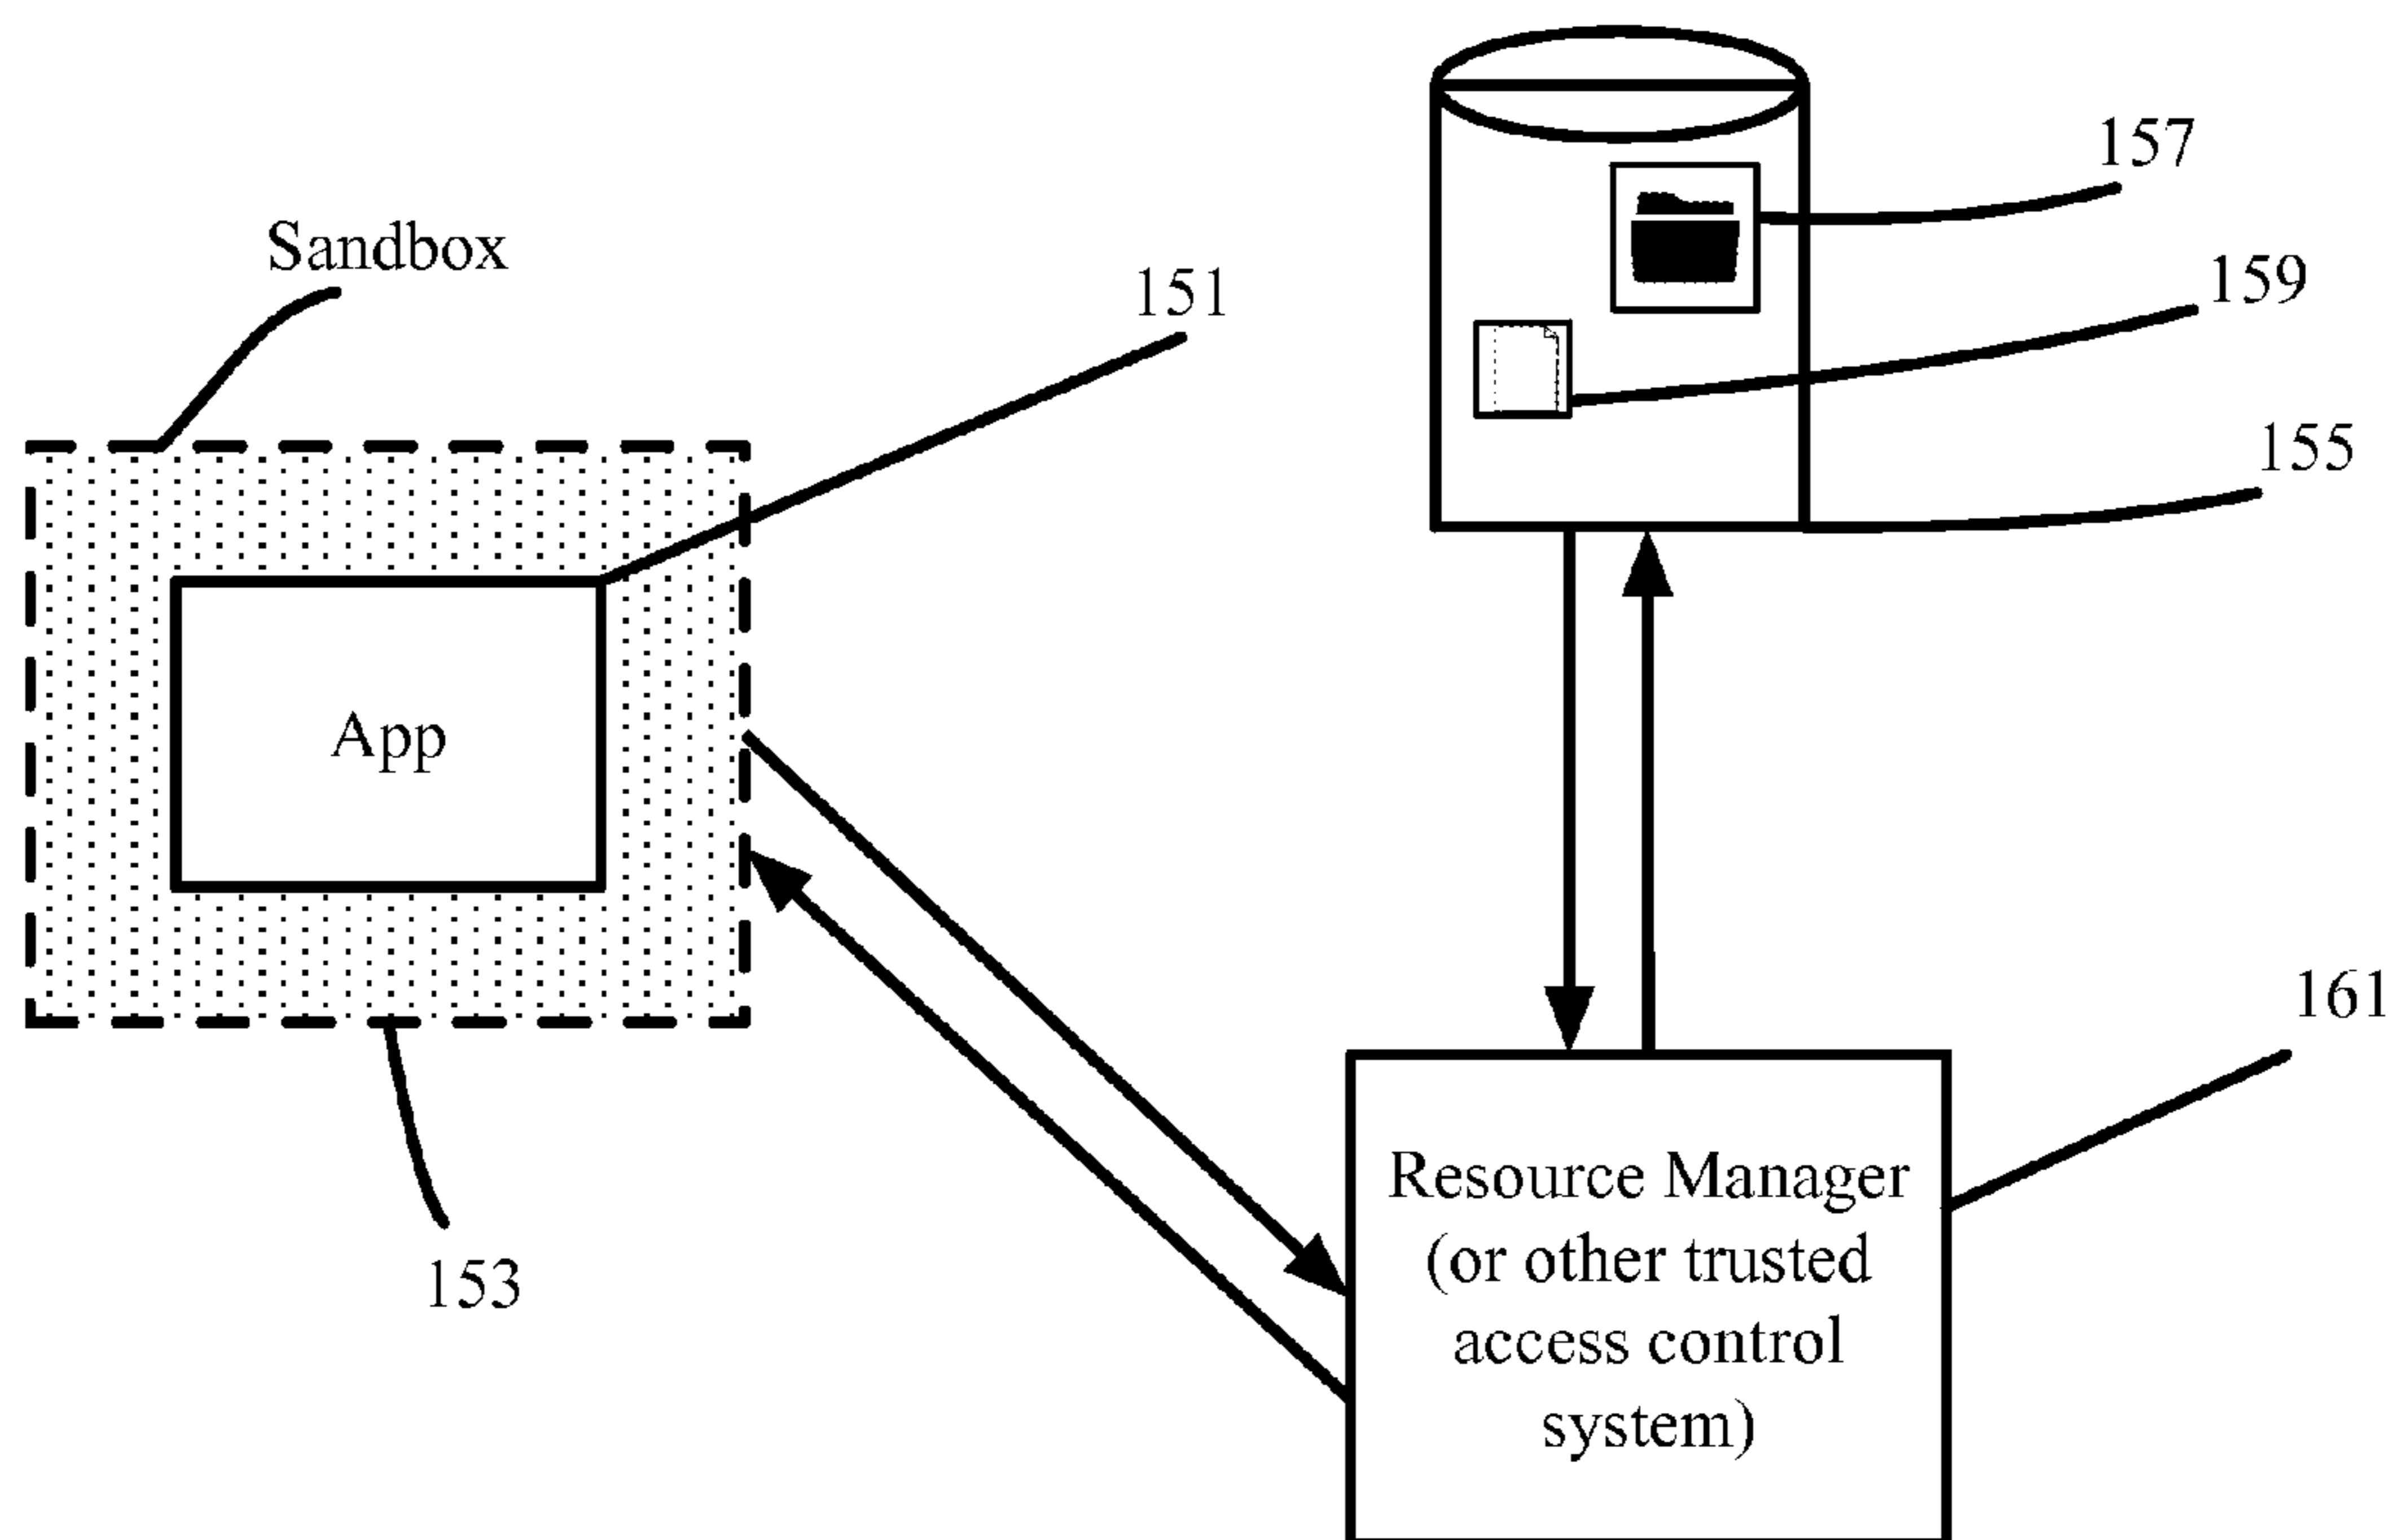 157
Sandbox
159
151
155
App
161
Resource Manager
(or other trusted
access control
system)
153